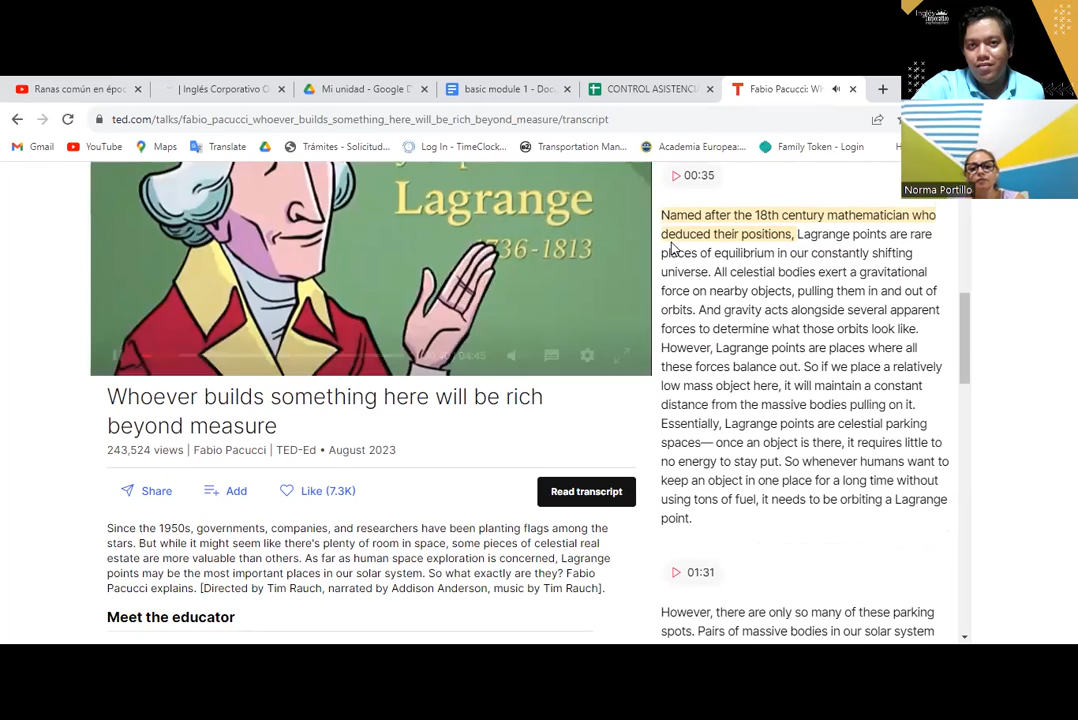 Inglés
Corporativo
Ranas común en époc
| Inglés Corporativo O
Mi unidad - Google D
basic module 1 - Docu
CONTROL ASISTENCIA
Fabio Pacucci: Wh
ted.com/talks/fabio_pacucci_whoever_builds_something_here_will_be_rich_beyond_measure/transcript
Gmail
YouTube
Maps
Translate
Trámites - Solicitud...
Log In - TimeClock...
Transportation Man...
Academia Europea:...
Family Token - Login
Norma Portillo
Lagrange
1736-1813
04:45
Whoever builds something here will be rich
beyond measure
243,524 views | Fabio Pacucci | TED-Ed • August 2023
Share
Add
Like (7.3K)
Read transcript
Since the 1950s, governments, companies, and researchers have been planting flags among the
stars. But while it might seem like there's plenty of room in space, some pieces of celestial real
estate are more valuable than others. As far as human space exploration is concerned, Lagrange
points may be the most important places in our solar system. So what exactly are they? Fabio
Pacucci explains. [Directed by Tim Rauch, narrated by Addison Anderson, music by Tim Rauch].
Meet the educator
00:35
Named after the 18th century mathematician who
deduced their positions, Lagrange points are rare
places of equilibrium in our constantly shifting
universe. All celestial bodies exert a gravitational
force on nearby objects, pulling them in and out of
orbits. And gravity acts alongside several apparent
forces to determine what those orbits look like.
However, Lagrange points are places where all
these forces balance out. So if we place a relatively
low mass object here, it will maintain a constant
distance from the massive bodies pulling on it.
Essentially, Lagrange points are celestial parking
spaces— once an object is there, it requires little to
no energy to stay put. So whenever humans want to
keep an object in one place for a long time without
using tons of fuel, it needs to be orbiting a Lagrange
point.
01:31
However, there are only so many of these parking
spots. Pairs of massive bodies in our solar system